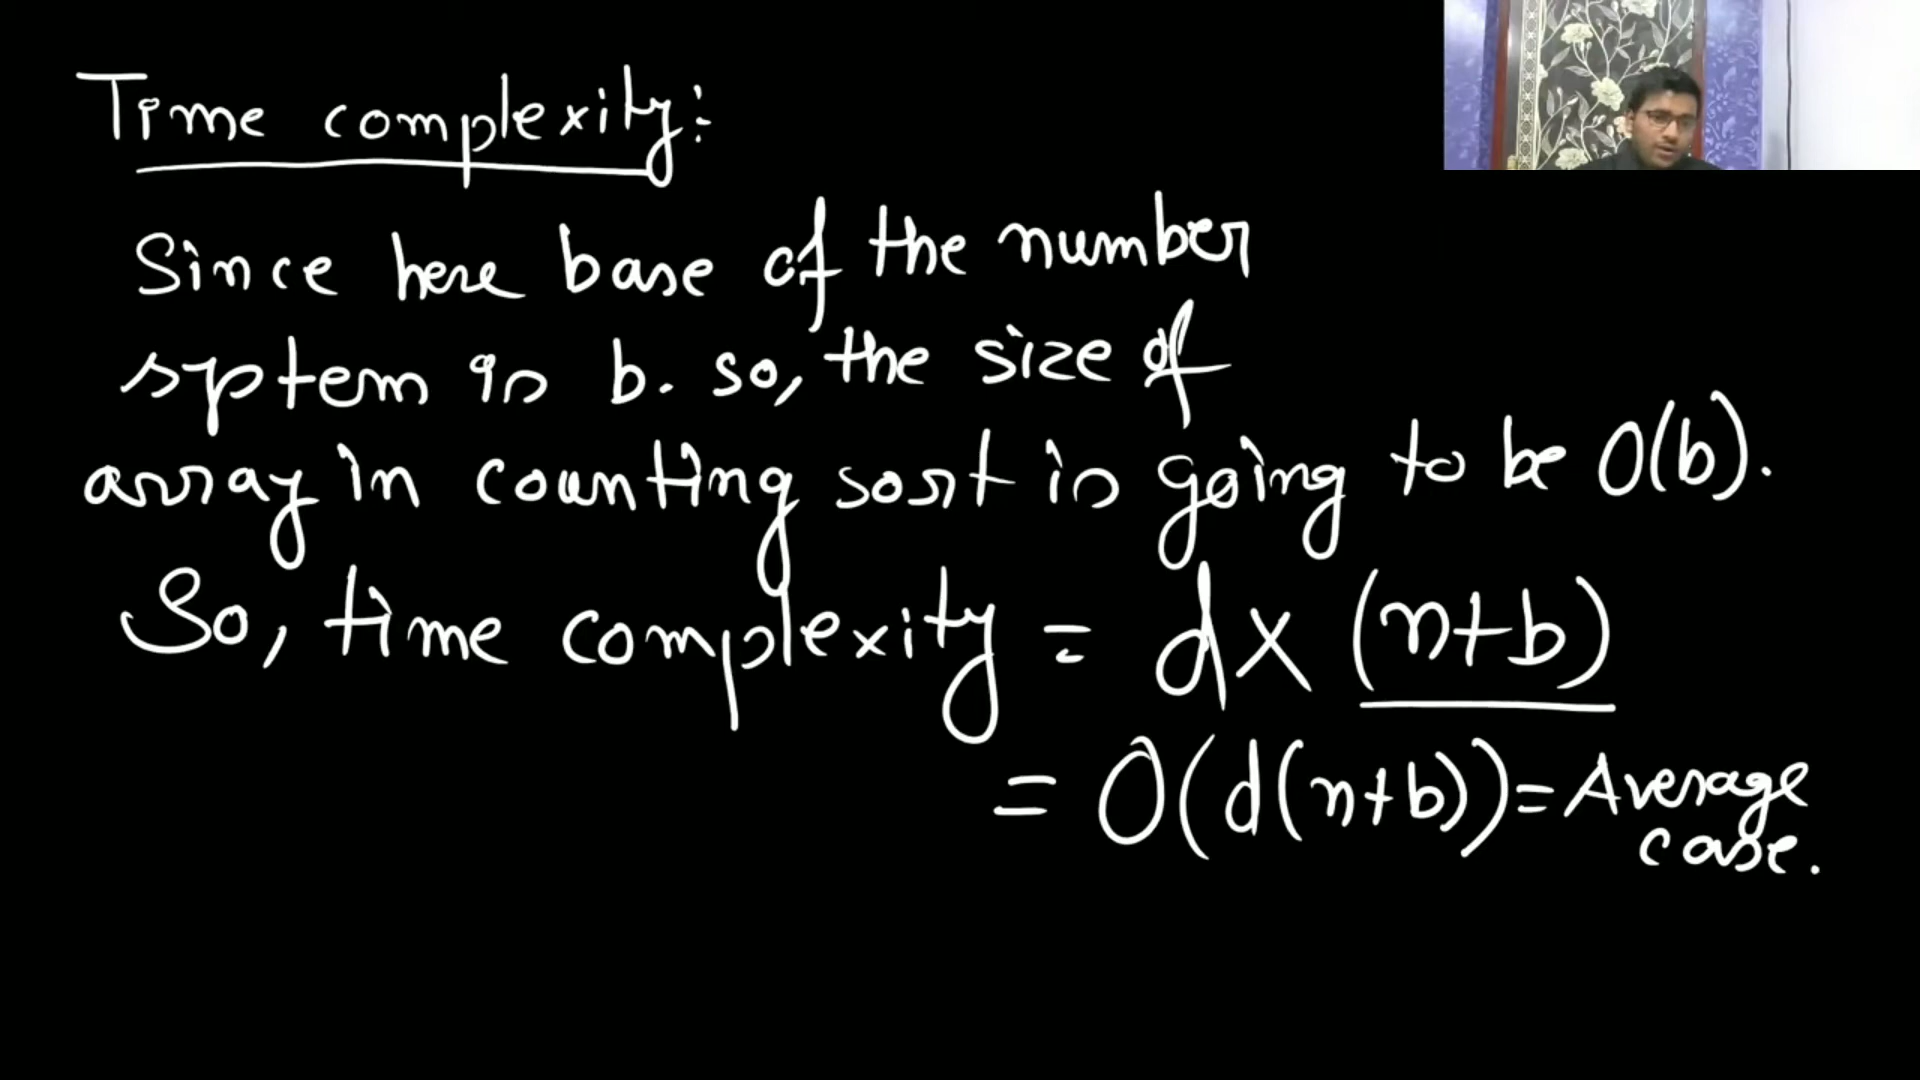 Time complexity:
Since here base of the number
system is b. so, the size of
array in counting sort is going to be O(b).
So, time complexity = d x (n+b)
= O(d(n+b)) = Average
case.